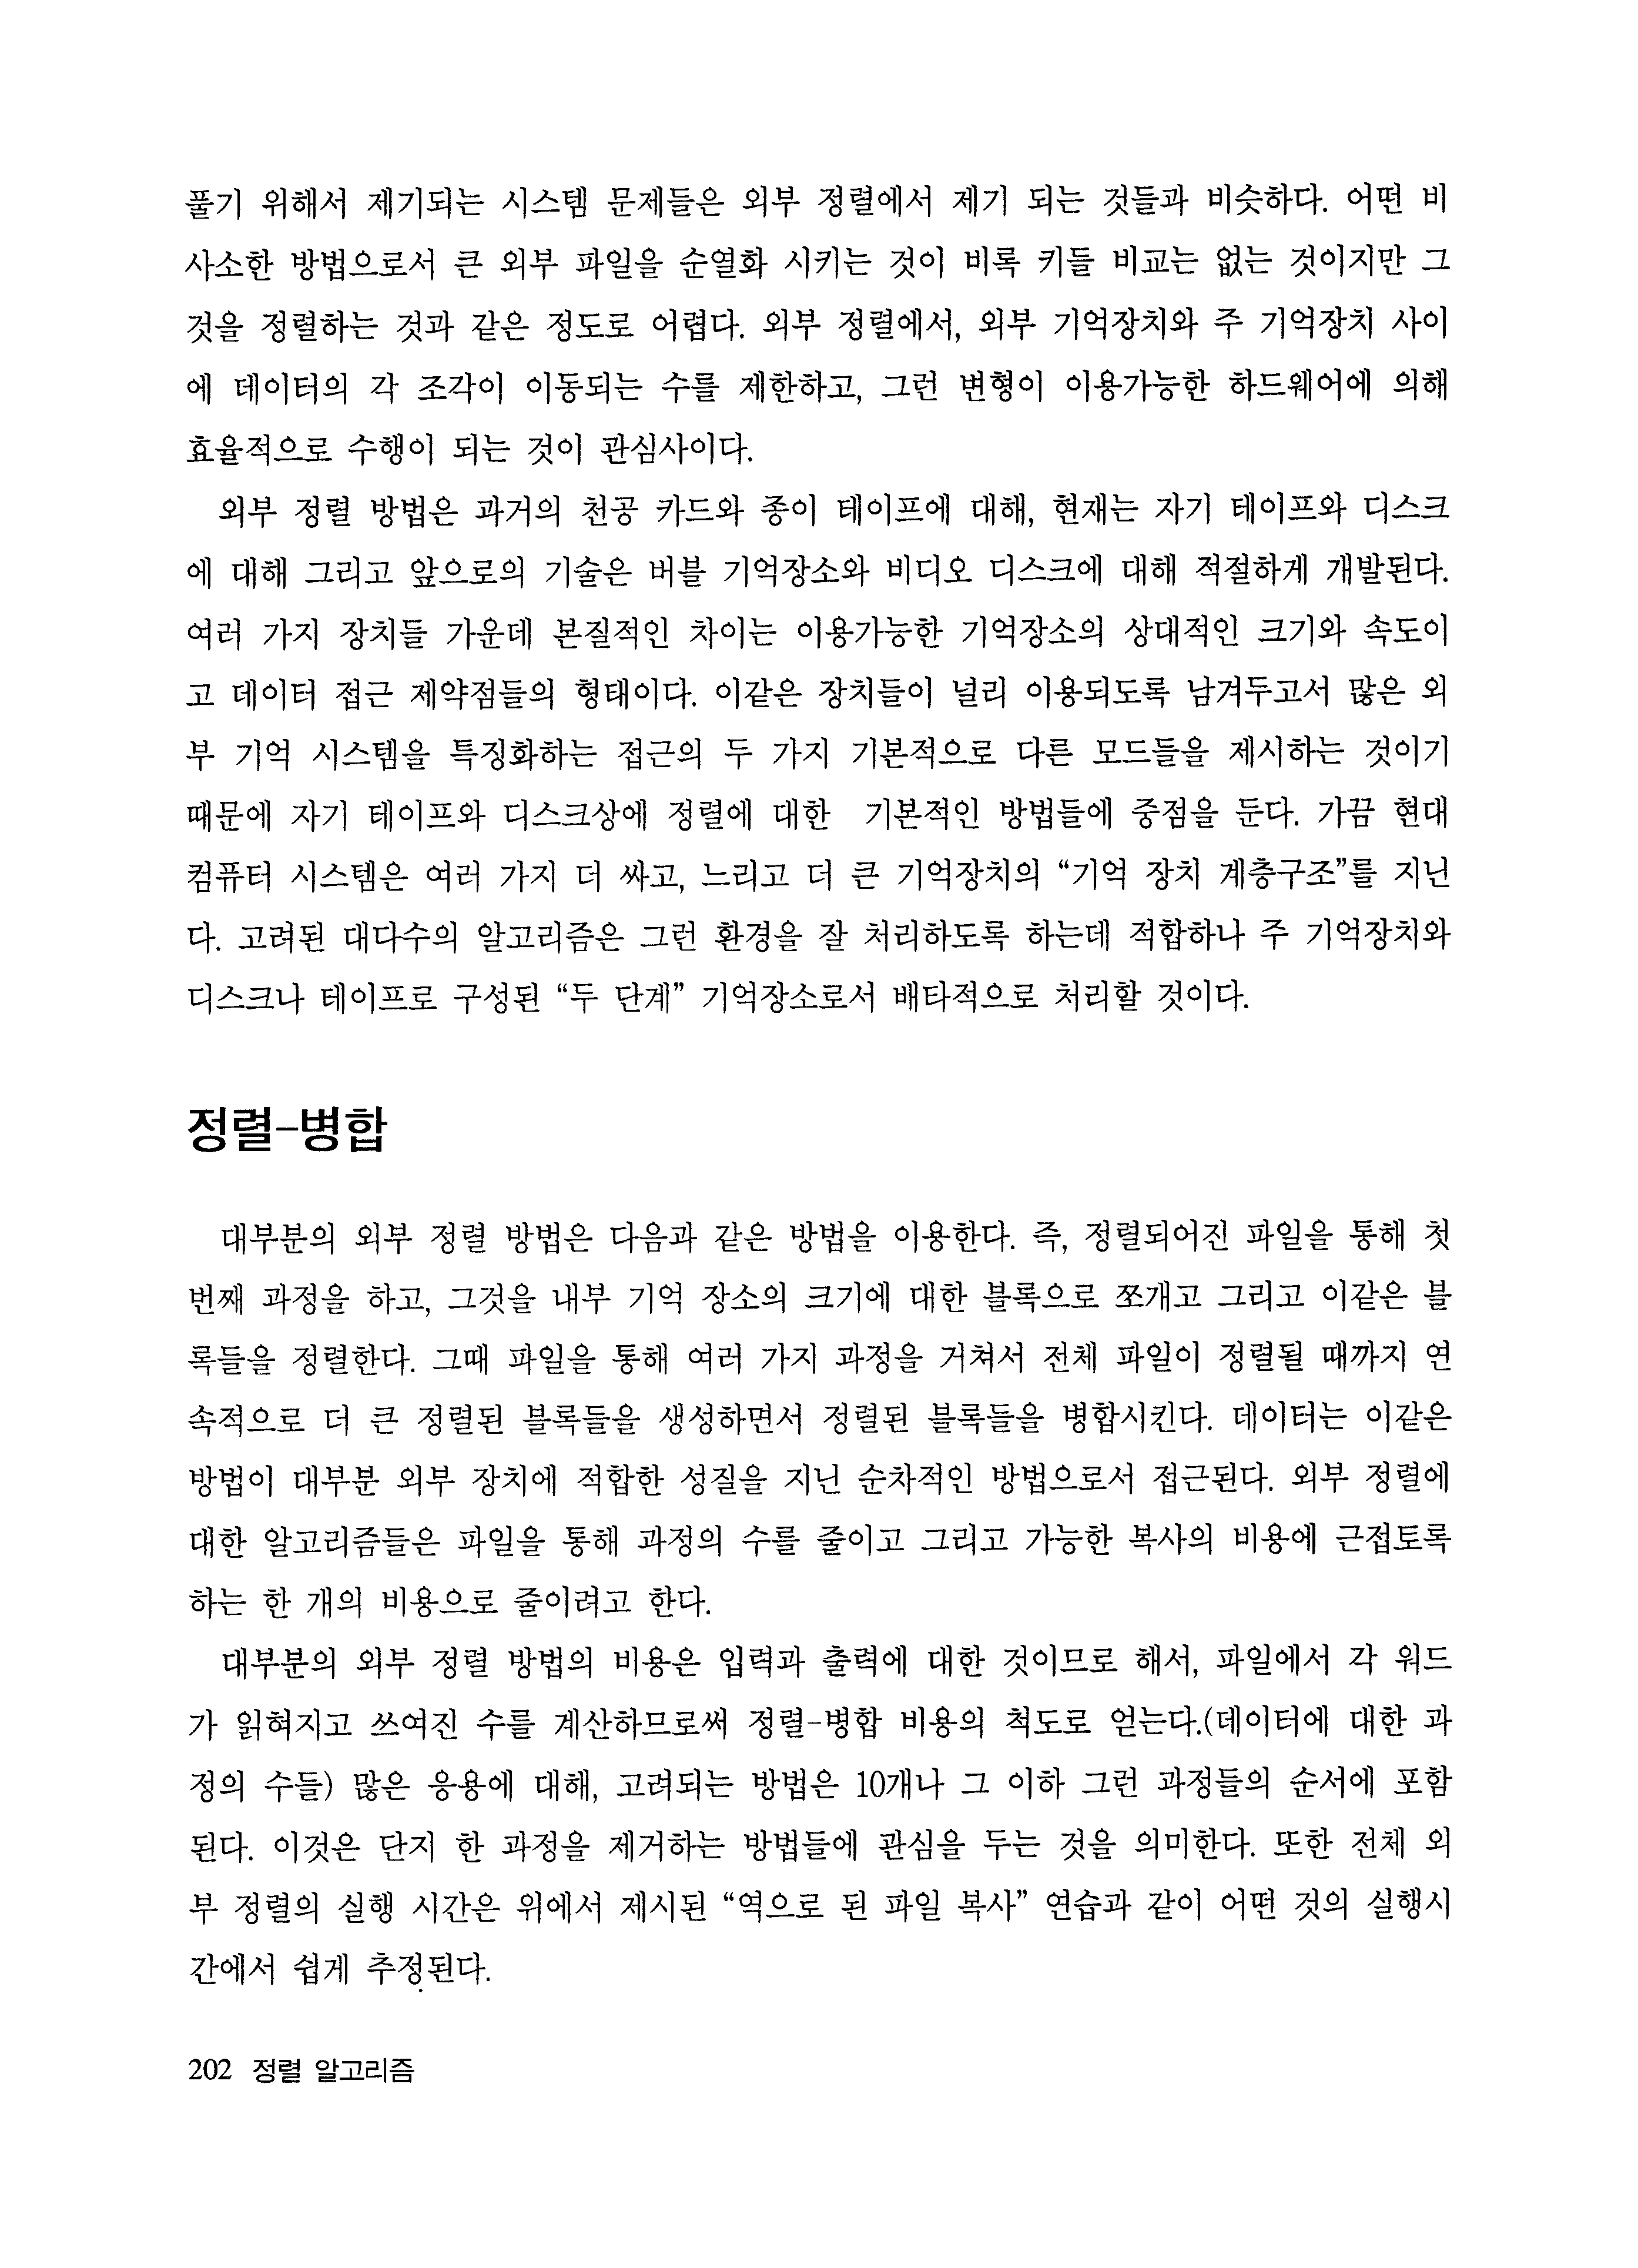 풀기 위해서 제기되는 시스템 문제들은 외부 정렬에서 제기 되는 것들과 비슷하다. 어떤 비
사소한 방법으로서 큰 외부 파일을 순열화 시키는 것이 비록 키들 비교는 없는 것이지만 그
것을 정렬하는 것과 같은 정도로 어렵다. 외부 정렬에서, 외부 기억장치와 주 기억장치 사이
에 데이터의 각 조각이 이동되는 수를 제한하고, 그런 변형이 이용가능한 하드웨어에 의해
효율적으로 수행이 되는 것이 관심사이다.
외부 정렬 방법은 과거의 천공 카드와 종이 테이프에 대해, 현재는 자기 테이프와 디스크
에 대해 그리고 앞으로의 기술은 버블 기억장소와 비디오 디스크에 대해 적절하게 개발된다.
여러 가지 장치들 가운데 본질적인 차이는 이용가능한 기억장소의 상대적인 크기와 속도이
고 데이터 접근 제약점들의 형태이다. 이같은 장치들이 널리 이용되도록 남겨두고서 많은 외
부 기억 시스템을 특징화하는 접근의 두 가지 기본적으로 다른 모드들을 제시하는 것이기
때문에 자기 테이프와 디스크상에 정렬에 대한 기본적인 방법들에 중점을 둔다. 가끔 현대
컴퓨터 시스템은 여러 가지 더 싸고, 느리고 더 큰 기억장치의 “기억 장치 계층구조”를 지닌
다. 고려된 대다수의 알고리즘은 그런 환경을 잘 처리하도록 하는데 적합하나 주 기억장치와
디스크나 테이프로 구성된 “두 단계” 기억장소로서 배타적으로 처리할 것이다.
정렬-병합
대부분의 외부 정렬 방법은 다음과 같은 방법을 이용한다. 즉, 정렬되어진 파일을 통해 첫
번째 과정을 하고, 그것을 내부 기억 장소의 크기에 대한 블록으로 쪼개고 그리고 이같은 블
록들을 정렬한다. 그때 파일을 통해 여러 가지 과정을 거쳐서 전체 파일이 정렬될 때까지 연
속적으로 더 큰 정렬된 블록들을 생성하면서 정렬된 블록들을 병합시킨다. 데이터는 이같은
방법이 대부분 외부 장치에 적합한 성질을 지닌 순차적인 방법으로서 접근된다. 외부 정렬에
대한 알고리즘들은 파일을 통해 과정의 수를 줄이고 그리고 가능한 복사의 비용에 근접토록
하는 한 개의 비용으로 줄이려고 한다.
대부분의 외부 정렬 방법의 비용은 입력과 출력에 대한 것이므로 해서, 파일에서 각 워드
가 읽혀지고 쓰여진 수를 계산하므로써 정렬-병합 비용의 척도로 얻는다.(데이터에 대한 과
정의 수들) 많은 응용에 대해, 고려되는 방법은 10개나 그 이하 그런 과정들의 순서에 포함
된다. 이것은 단지 한 과정을 제거하는 방법들에 관심을 두는 것을 의미한다. 또한 전체 외
부 정렬의 실행 시간은 위에서 제시된 “역으로 된 파일 복사” 연습과 같이 어떤 것의 실행시
간에서 쉽게 추정된다.
202 정렬 알고리즘